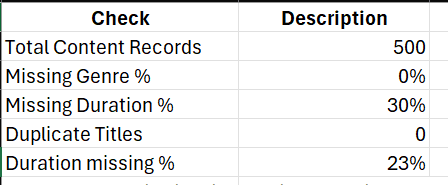 Check Description
Total Content Records 500
Missing Genre % 0%
Missing Duration % 30%
Duplicate Titles 0
Duration missing % 23%